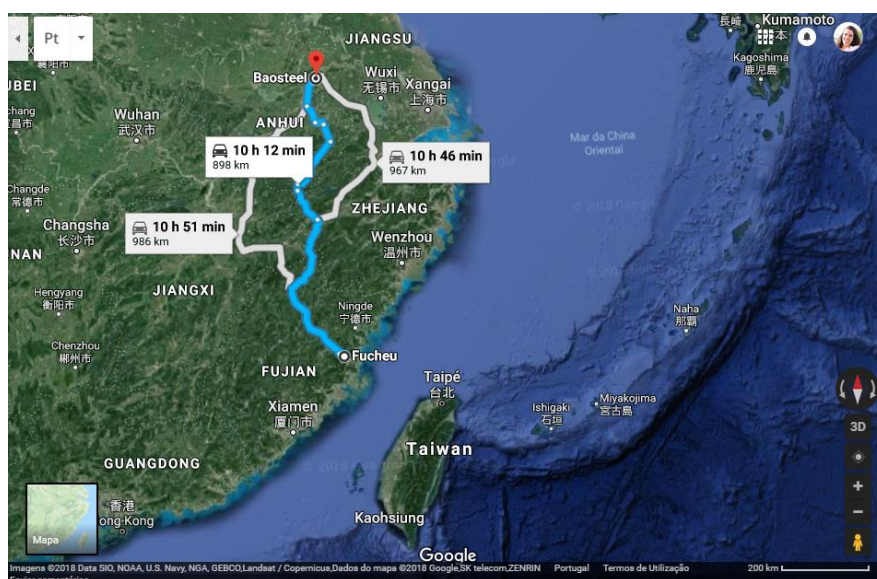 Pt
JIANGSU
Kumamoto
本
Kagoshima
鹿児島
長崎
襄阳市
Baosteel
Wuxi
无锡市
Xangai
上海市
Wuhan
武汉市
ANHUI
10 h 12 min
898 km
10 h 46 min
967 km
Mar da China
Oriental
Changde
常德市
Changsha
长沙市
10 h 51 min
986 km
ZHEJIANG
Wenzhou
温州市
JIANGXI
Hengyang
衡阳市
Ningde
宁德市
Naha
那覇
Chenzhou
郴州市
Fucheu
FUJIAN
Taipé
台北
Xiamen
厦门市
Ishigaki
石垣
Miyakojima
宮古島
3D
Taiwan
GUANGDONG
香港
ong Kong
Kaohsiung
Mapa
Google
Imagens ©2018 Data SIO, NOAA, U.S. Navy, NGA, GEBCO,Landsat / Copernicus,Dados do mapa ©2018 Google,SK telecom,ZENRIN Portugal Termos de Utilização 200 km